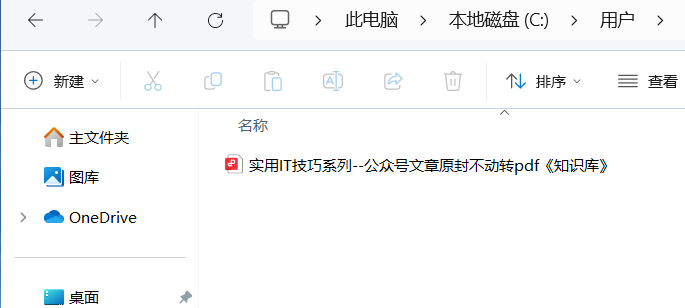 此电脑 本地磁盘 (C:) 用户
新建 排序 查看
名称
主文件夹
实用IT技巧系列--公众号文章原封不动转pdf《知识库》
图库
OneDrive
桌面